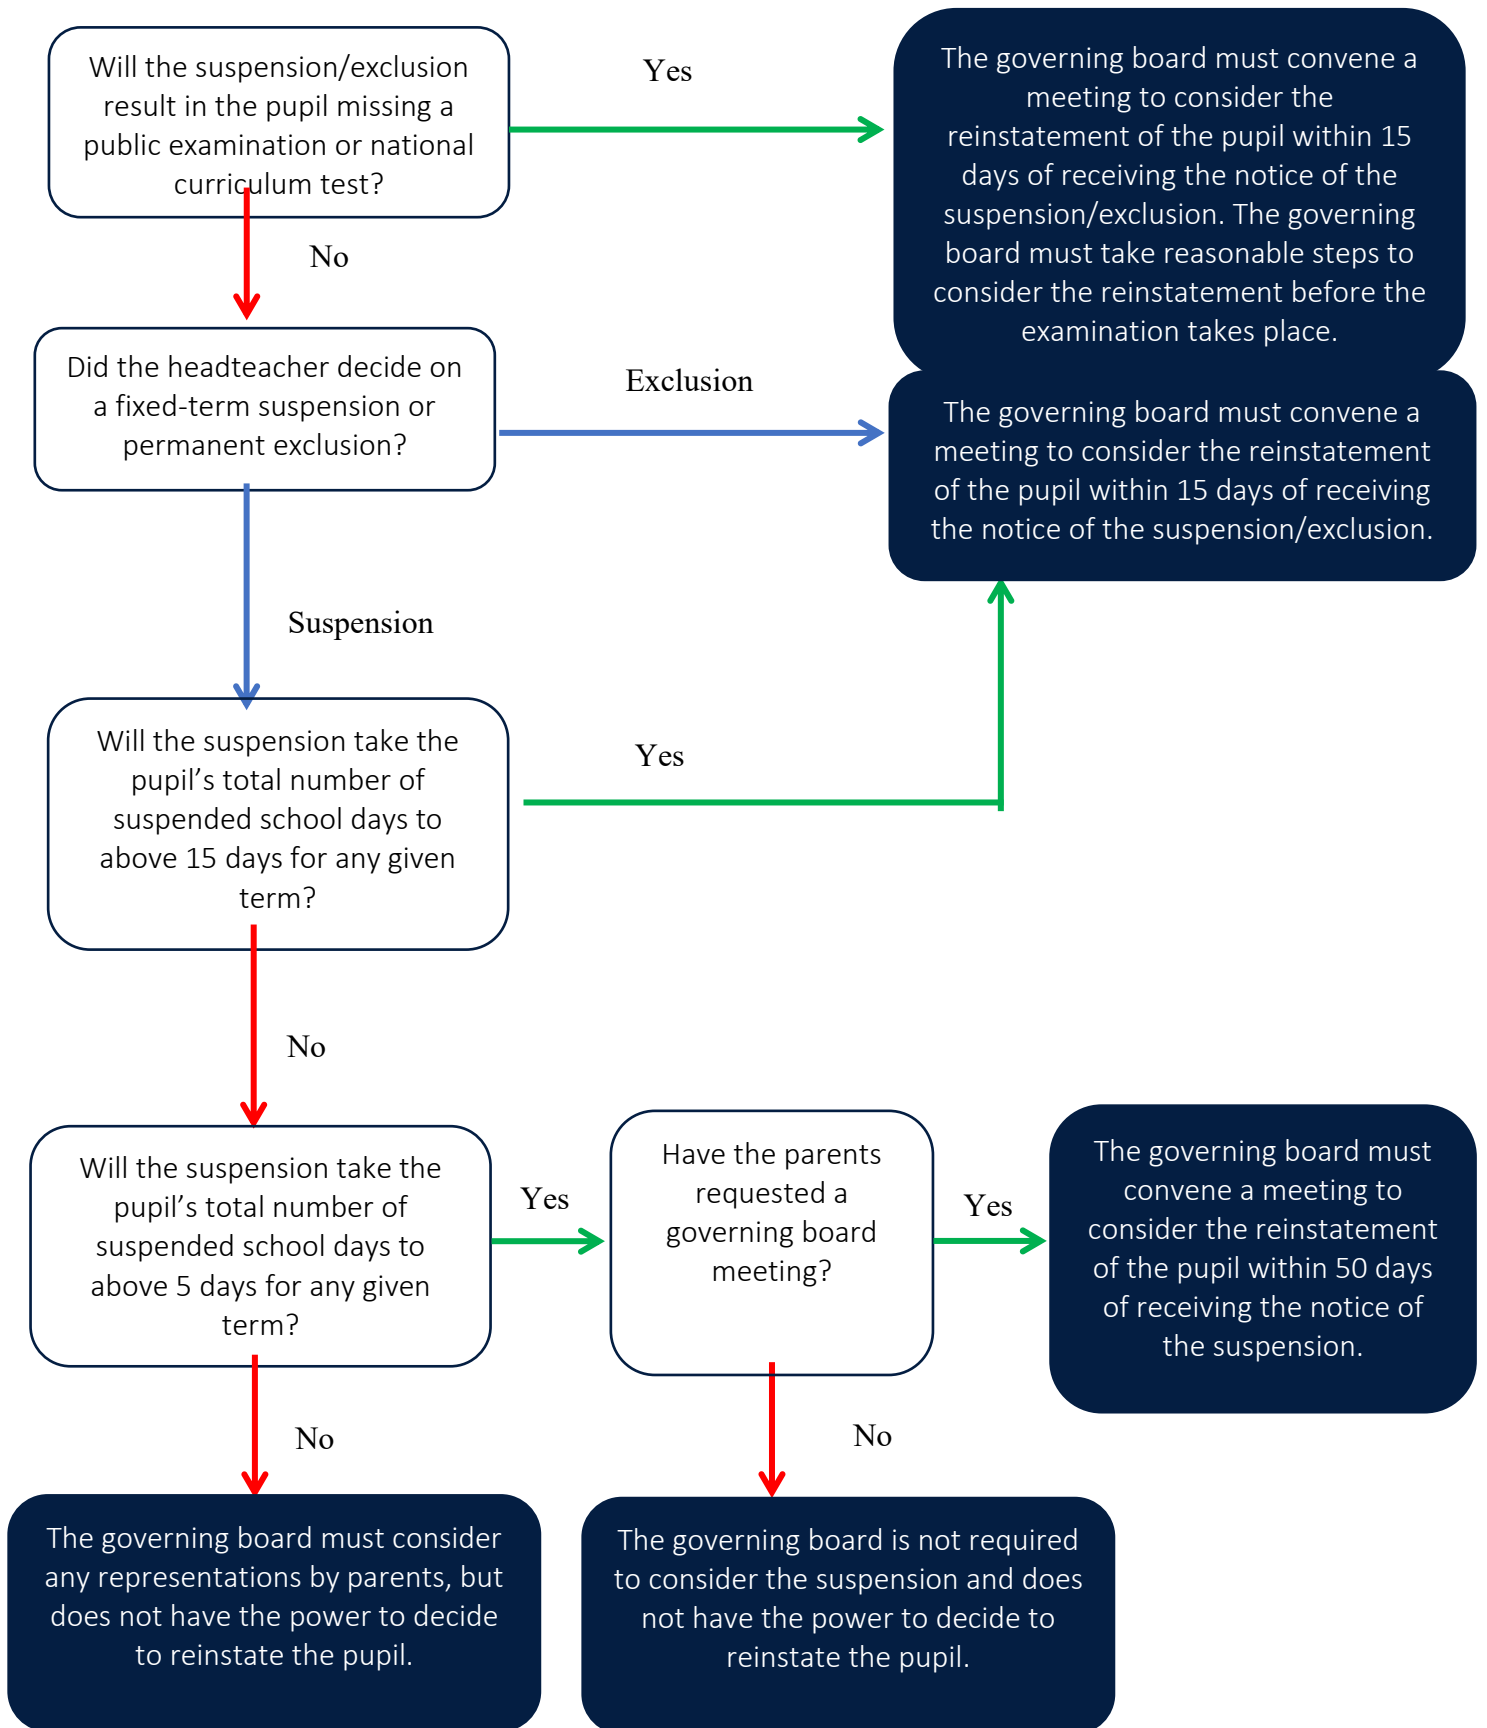 Will the suspension/exclusion
result in the pupil missing a
public examination or national
curriculum test?
Yes
The governing board must convene a
meeting to consider the
reinstatement of the pupil within 15
days of receiving the notice of the
suspension/exclusion. The governing
board must take reasonable steps to
consider the reinstatement before the
examination takes place.
No
Did the headteacher decide on
a fixed-term suspension or
permanent exclusion?
Exclusion
The governing board must convene a
meeting to consider the reinstatement
of the pupil within 15 days of receiving
the notice of the suspension/exclusion.
Suspension
Will the suspension take the
pupil’s total number of
suspended school days to
above 15 days for any given
term?
Yes
No
Will the suspension take the
pupil’s total number of
suspended school days to
above 5 days for any given
term?
Yes
Have the parents
requested a
governing board
meeting?
Yes
The governing board must
convene a meeting to
consider the reinstatement
of the pupil within 50 days
of receiving the notice of
the suspension.
No
No
The governing board must consider
any representations by parents, but
does not have the power to decide
to reinstate the pupil.
The governing board is not required
to consider the suspension and does
not have the power to decide to
reinstate the pupil.